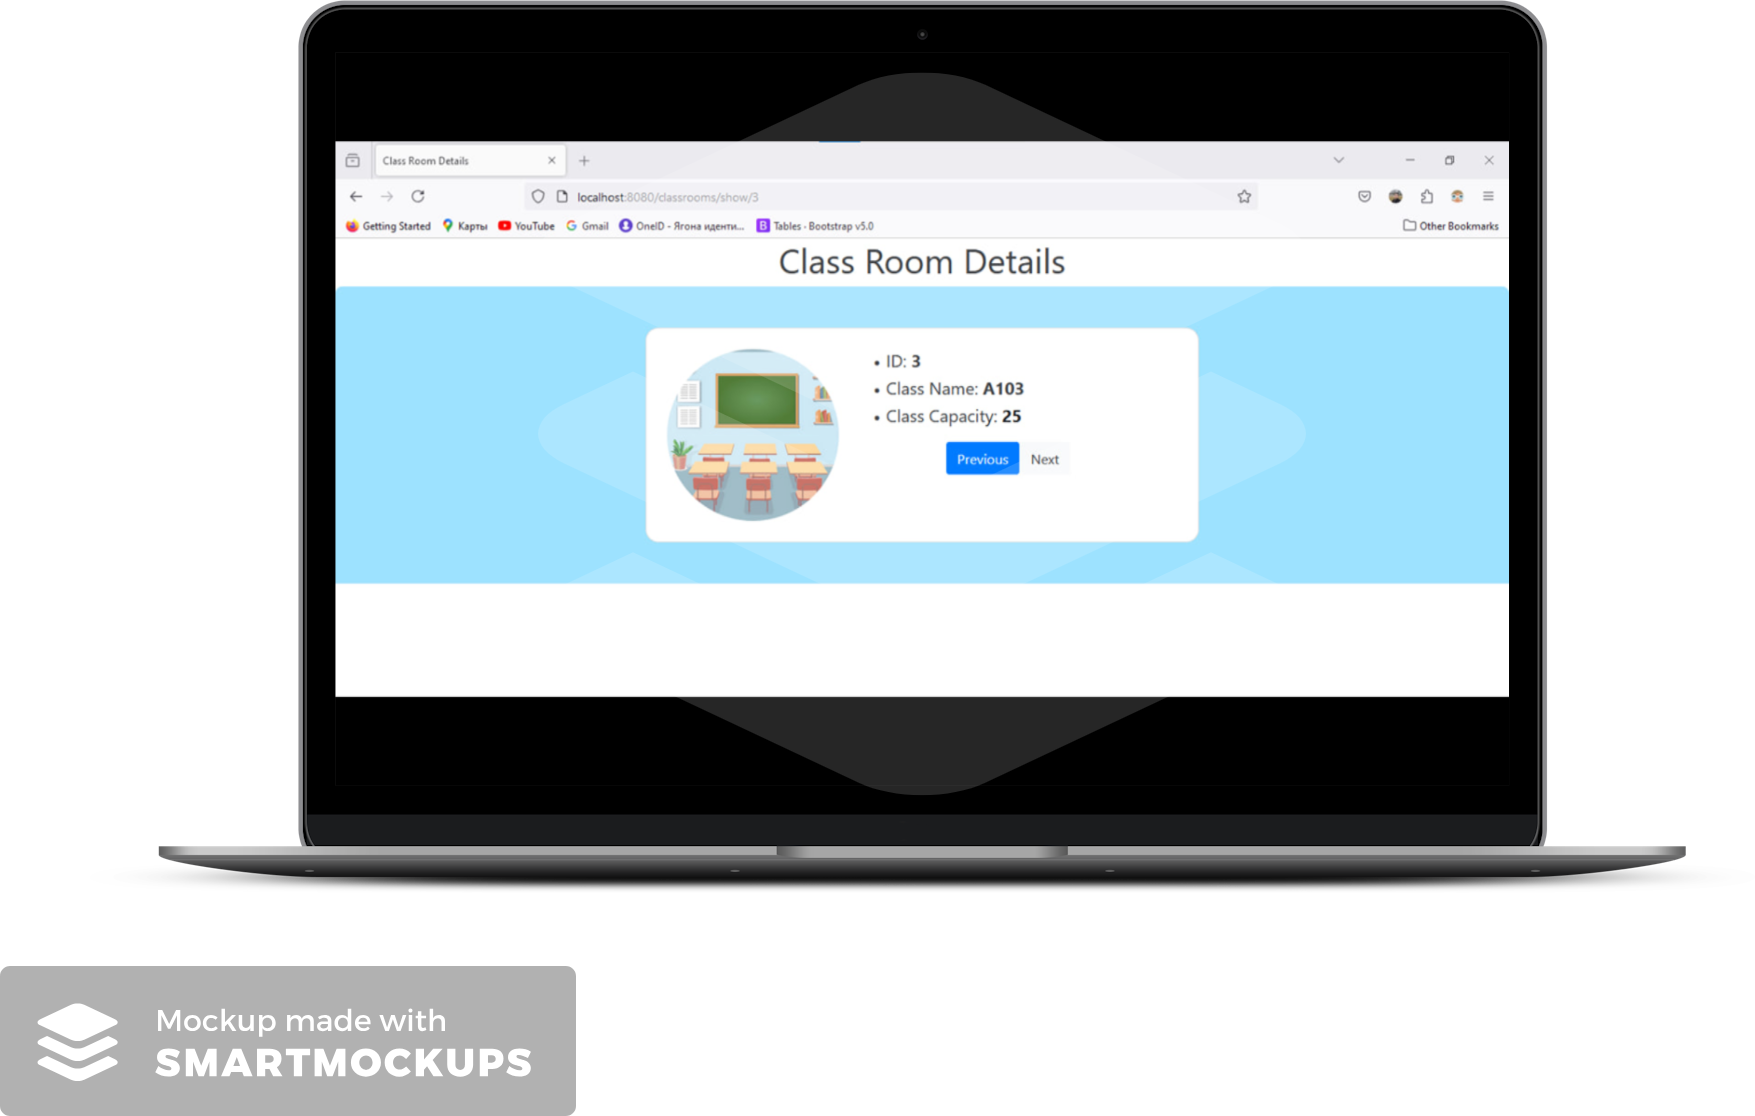 Class Room Details
localhost:8080/classrooms/show/3
Getting Started Карты YouTube Gmail OneID - Ягона иденти... Tables · Bootstrap v5.0 Other Bookmarks
Class Room Details
• ID: 3
• Class Name: A103
• Class Capacity: 25
Previous Next
Mockup made with
SMARTMOCKUPS